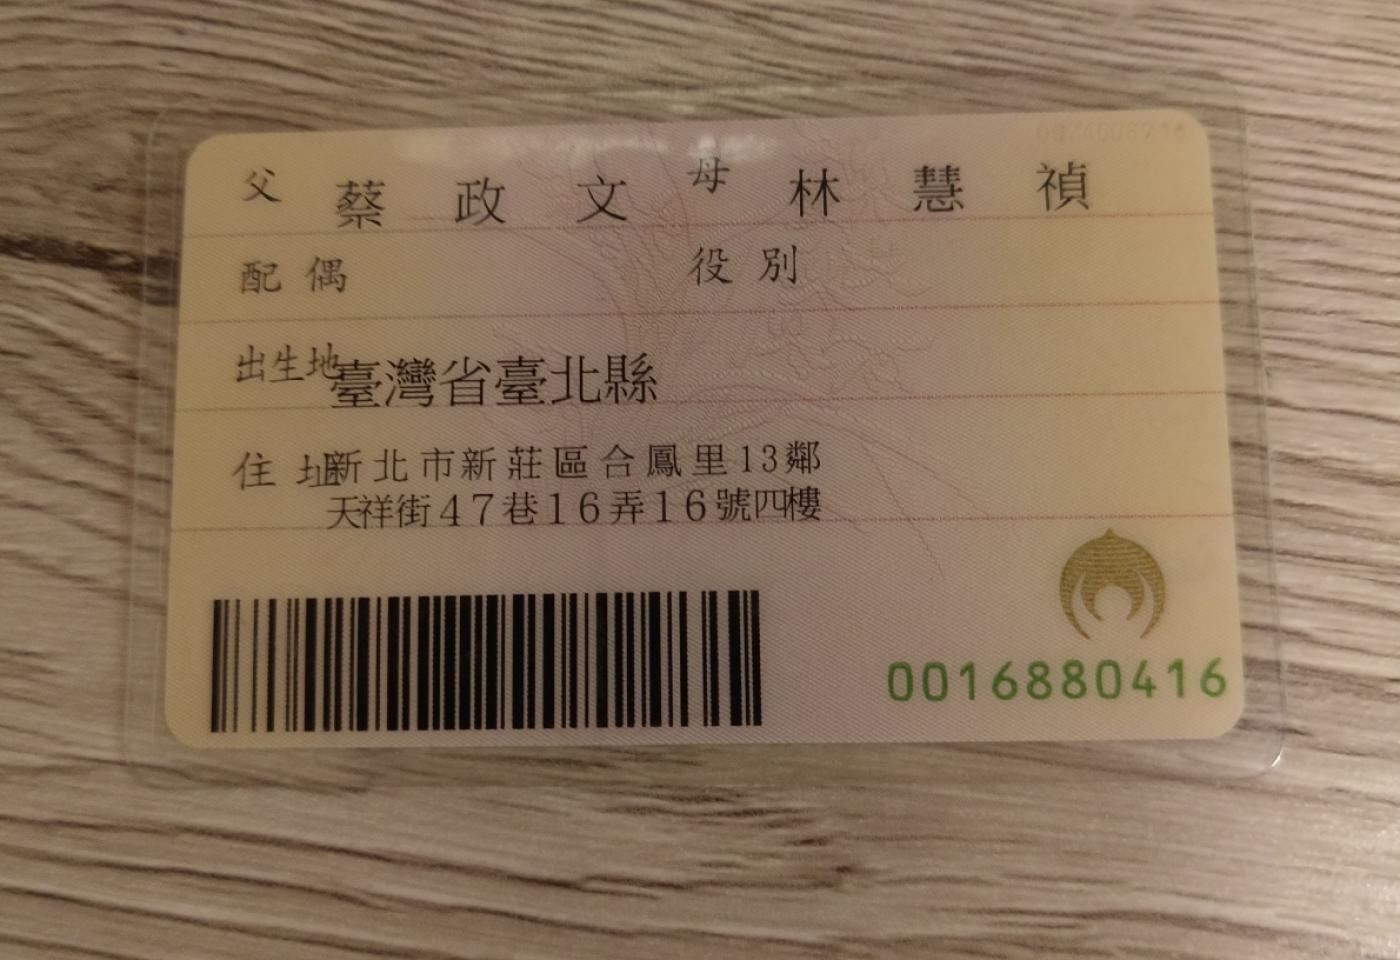 父 蔡政文 母 林慧禎
配偶 役別
出生地 臺灣省臺北縣
住址 新北市新莊區合鳳里13鄰
天祥街47巷16弄16號四樓
0016880416